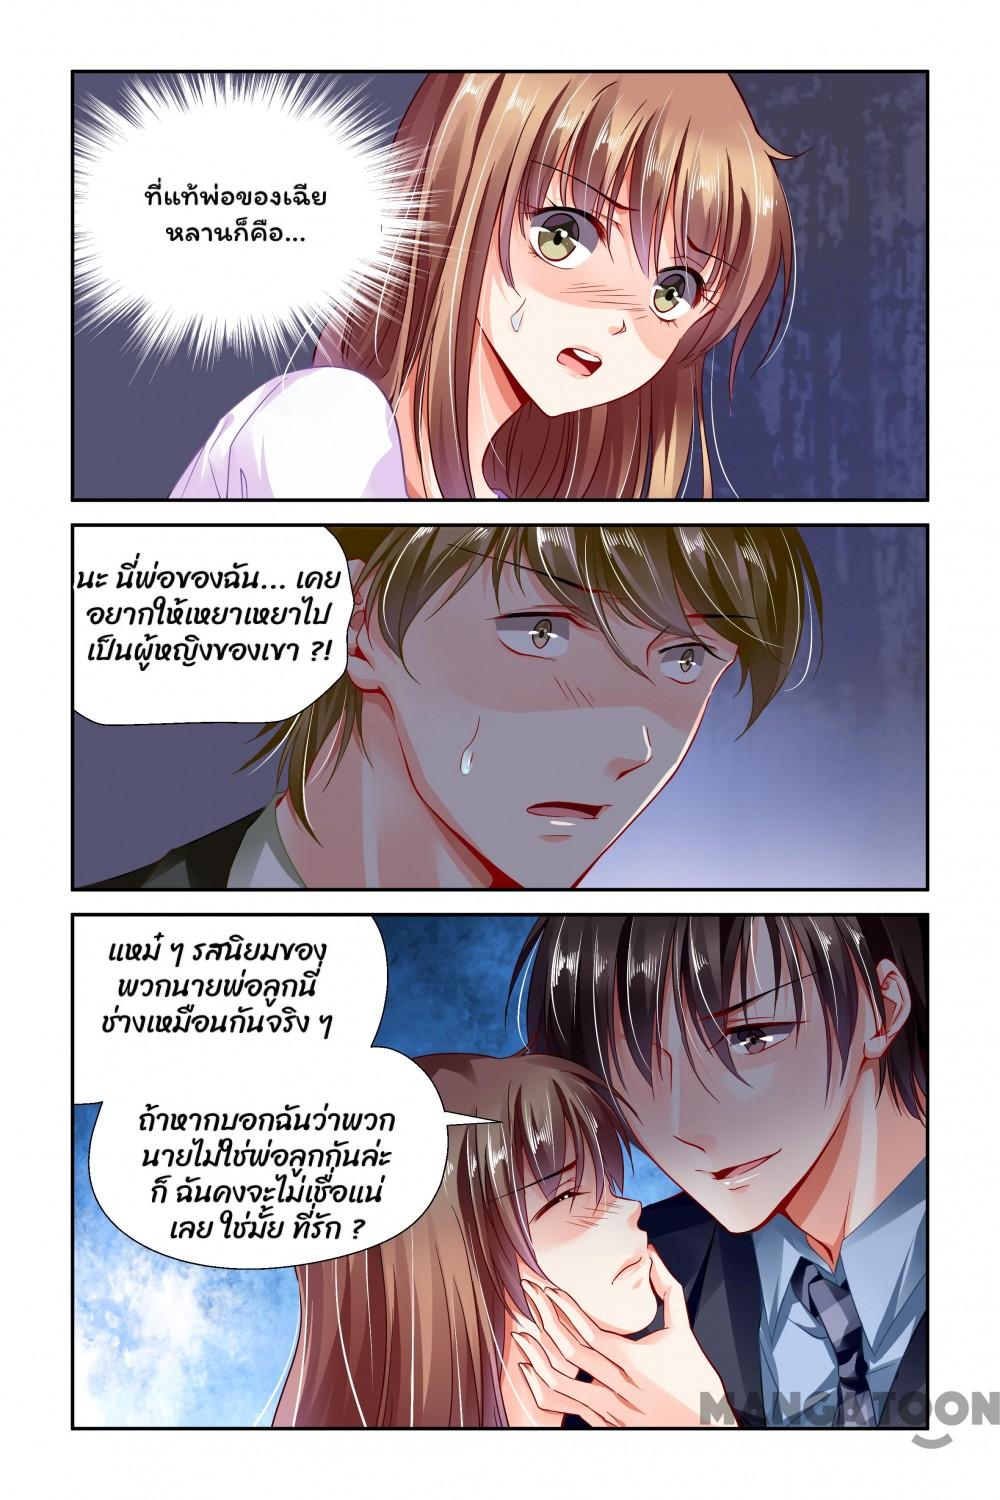 ที่แท้พ่อของเฉีย
หลานก็คือ...
นะ นี่พ่อของฉัน... เคย
อยากให้เหยาเหยาไป
เป็นผู้หญิงของเขา ?!
แหม๋ ๆ รสนิยมของ
พวกนายพ่อลูกนี่
ช่างเหมือนกันจริง ๆ
ถ้าหากบอกฉันว่าพวก
นายไม่ใช่พ่อลูกกันล่ะ
ก็ ฉันคงจะไม่เชื่อแน่
เลย ใช่มั้ย ที่รัก ?
MANGATOON